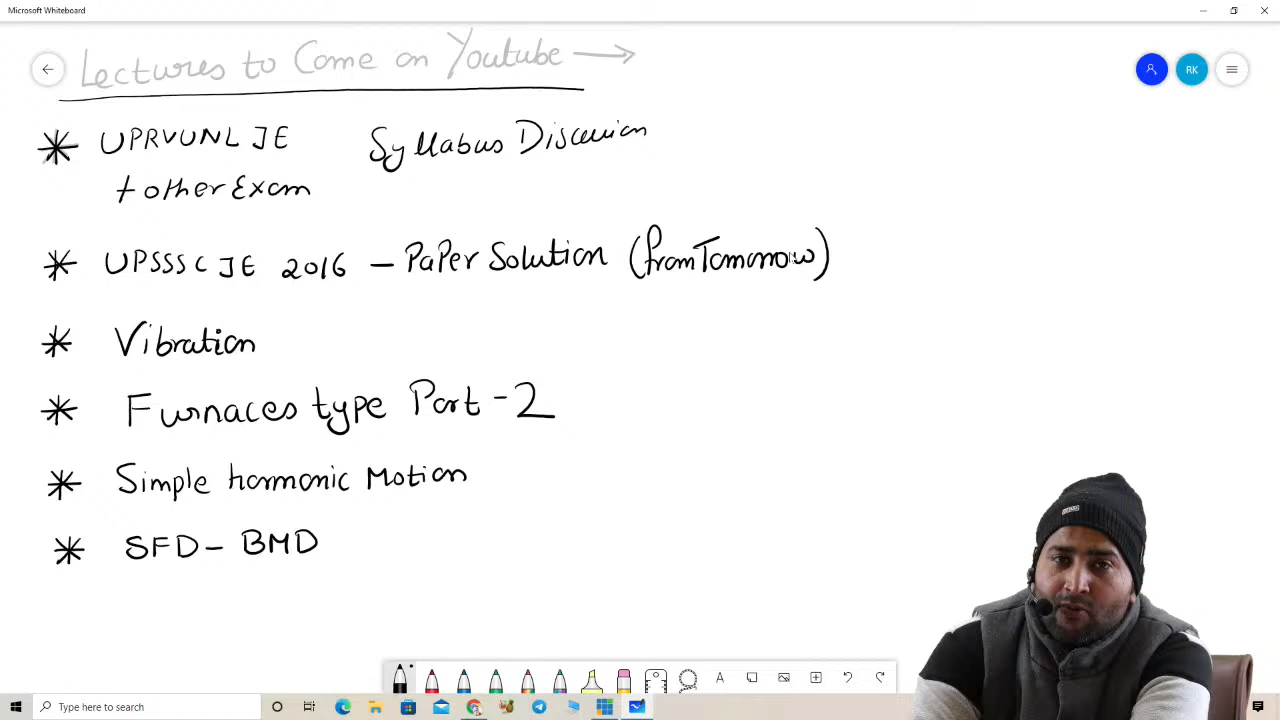 Microsoft Whiteboard
Lectures to Come on Youtube →
RK
* UPRVUNL JE Syllabus Discussion
+ other Exam
* UPSSSC JE 2016 - PaPer Solution (from Tomorrow)
* Vibration
* Furnaces type Part - 2
* Simple harmonic Motion
* SFD - BMD
A
Type here to search